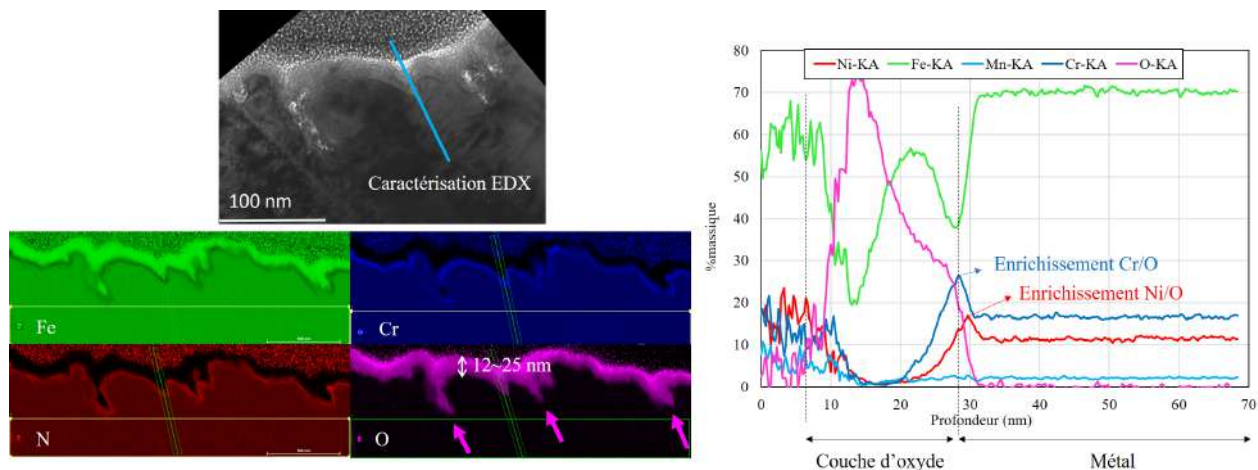 Caractérisation EDX
100 nm
Fe
Cr
N
12~25 nm
O
80
70
60
50
40
30
20
10
0
%massique
Ni-KA Fe-KA Mn-KA Cr-KA O-KA
Enrichissement Cr/O
Enrichissement Ni/O
0 10 20 30 40 50 60 70
Profondeur (nm)
Couche d'oxyde Métal